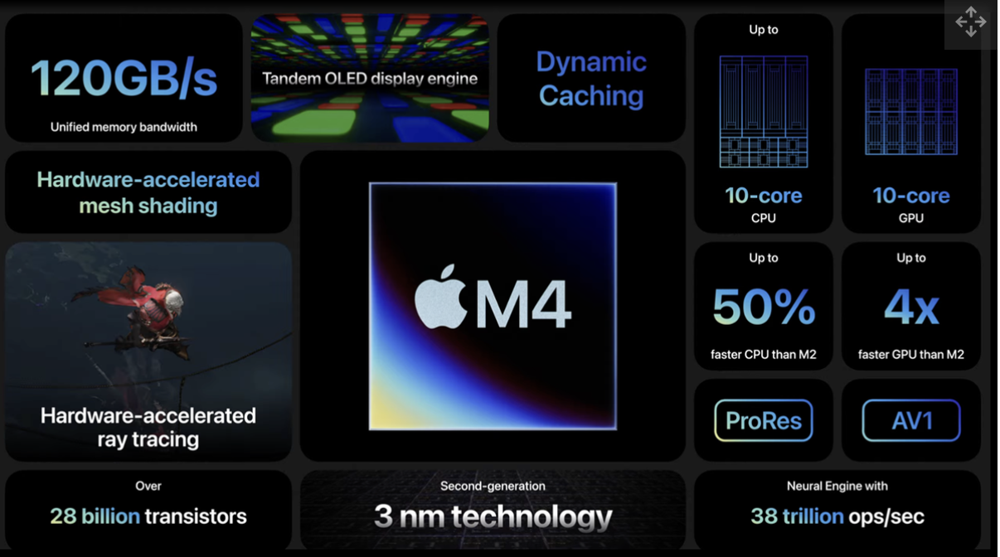 120GB/s
Unified memory bandwidth
Tandem OLED display engine
Dynamic
Caching
Up to
10-core
CPU
10-core
GPU
Hardware-accelerated
mesh shading
M4
Up to
50%
faster CPU than M2
Up to
4x
faster GPU than M2
Hardware-accelerated
ray tracing
ProRes
AV1
Over
28 billion transistors
Second-generation
3 nm technology
Neural Engine with
38 trillion ops/sec